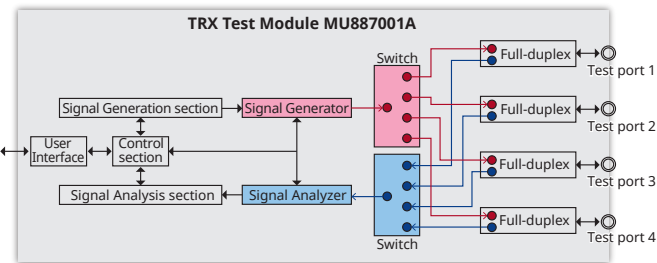 TRX Test Module MU887001A
Switch
Full-duplex
Test port 1
Signal Generation section
Signal Generator
Full-duplex
Test port 2
User
Interface
Control
section
Full-duplex
Test port 3
Signal Analysis section
Signal Analyzer
Full-duplex
Test port 4
Switch